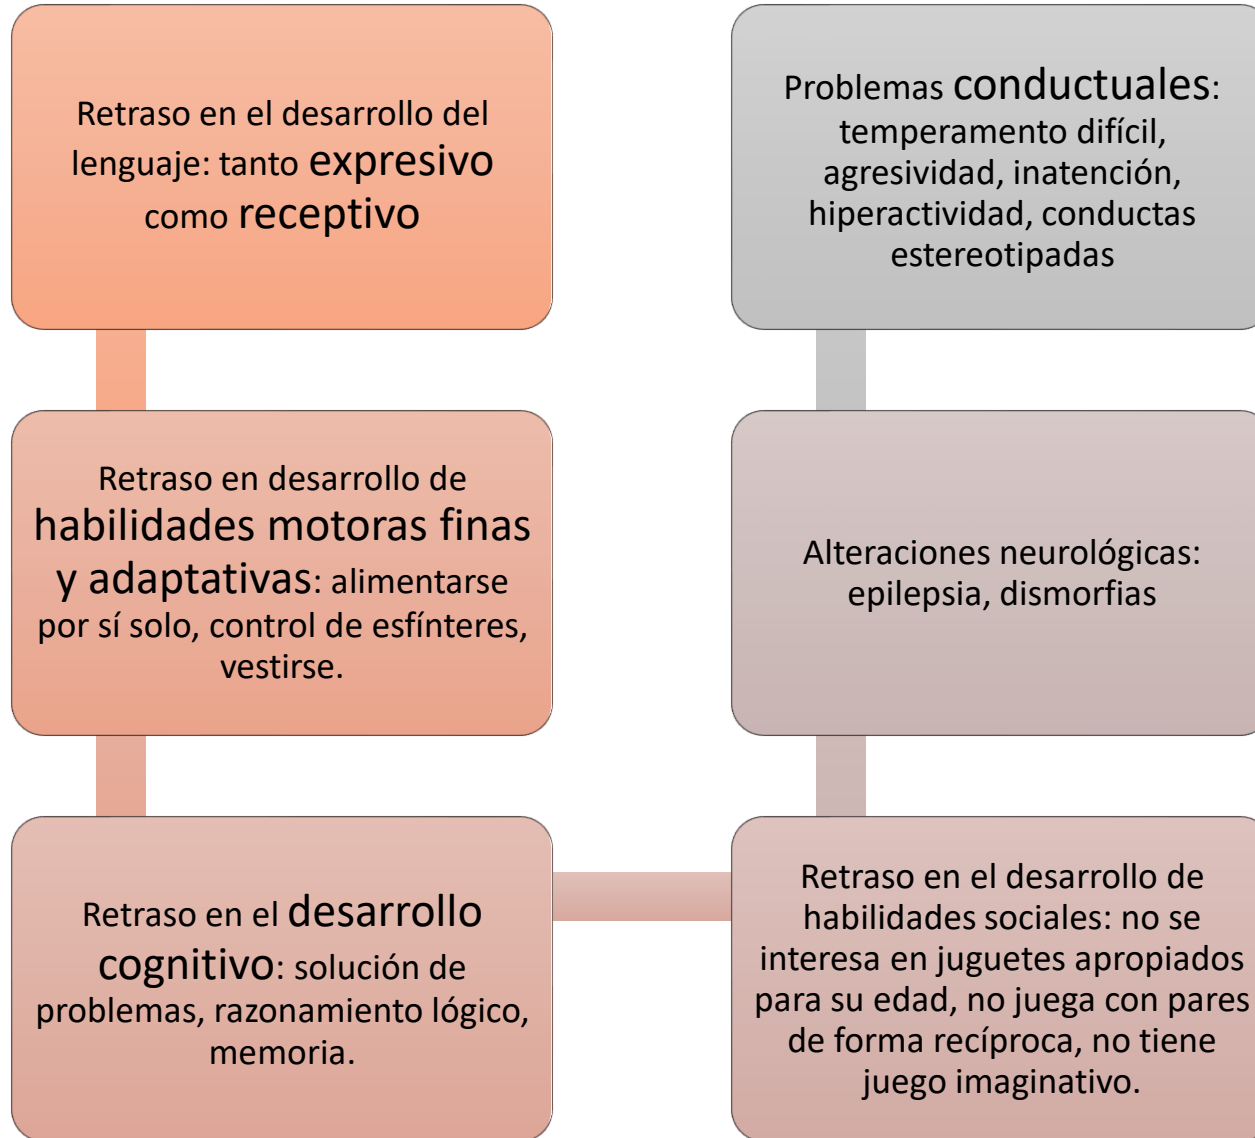 Retraso en el desarrollo del
lenguaje: tanto expresivo
como receptivo
Retraso en desarrollo de
habilidades motoras finas
y adaptativas: alimentarse
por sí solo, control de esfínteres,
vestirse.
Retraso en el desarrollo
cognitivo: solución de
problemas, razonamiento lógico,
memoria.
Retraso en el desarrollo de
habilidades sociales: no se
interesa en juguetes apropiados
para su edad, no juega con pares
de forma recíproca, no tiene
juego imaginativo.
Alteraciones neurológicas:
epilepsia, dismorfias
Problemas conductuales:
temperamento difícil,
agresividad, inatención,
hiperactividad, conductas
estereotipadas